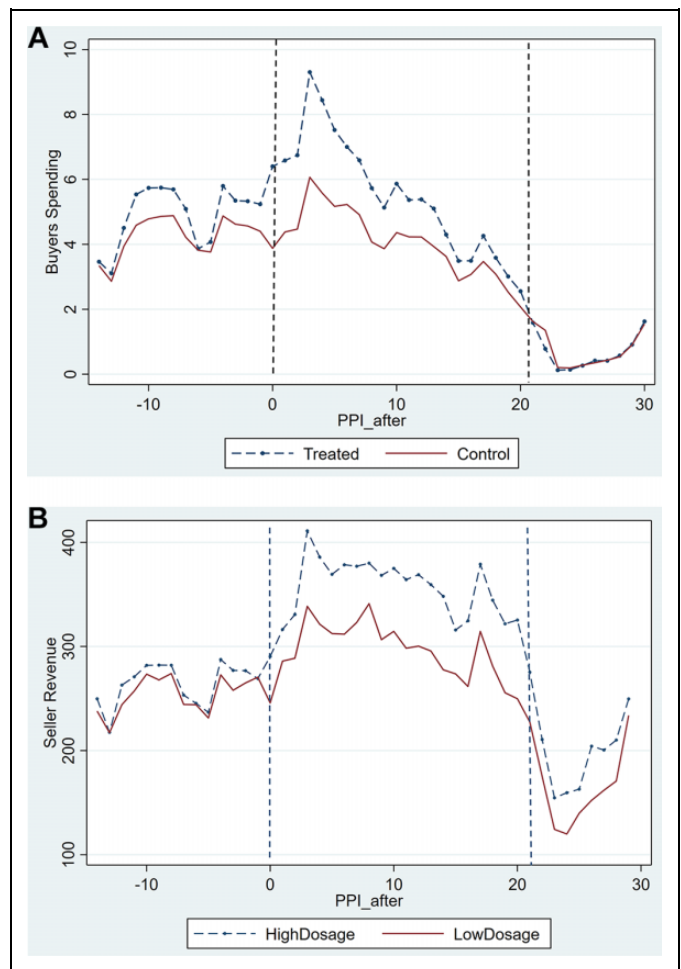 A
10
8
6
4
2
0
Buyers Spending
-10 0 10 20 30
PPI_after
Treated Control
B
400
300
200
100
Seller Revenue
-10 0 10 20 30
PPI_after
HighDosage LowDosage